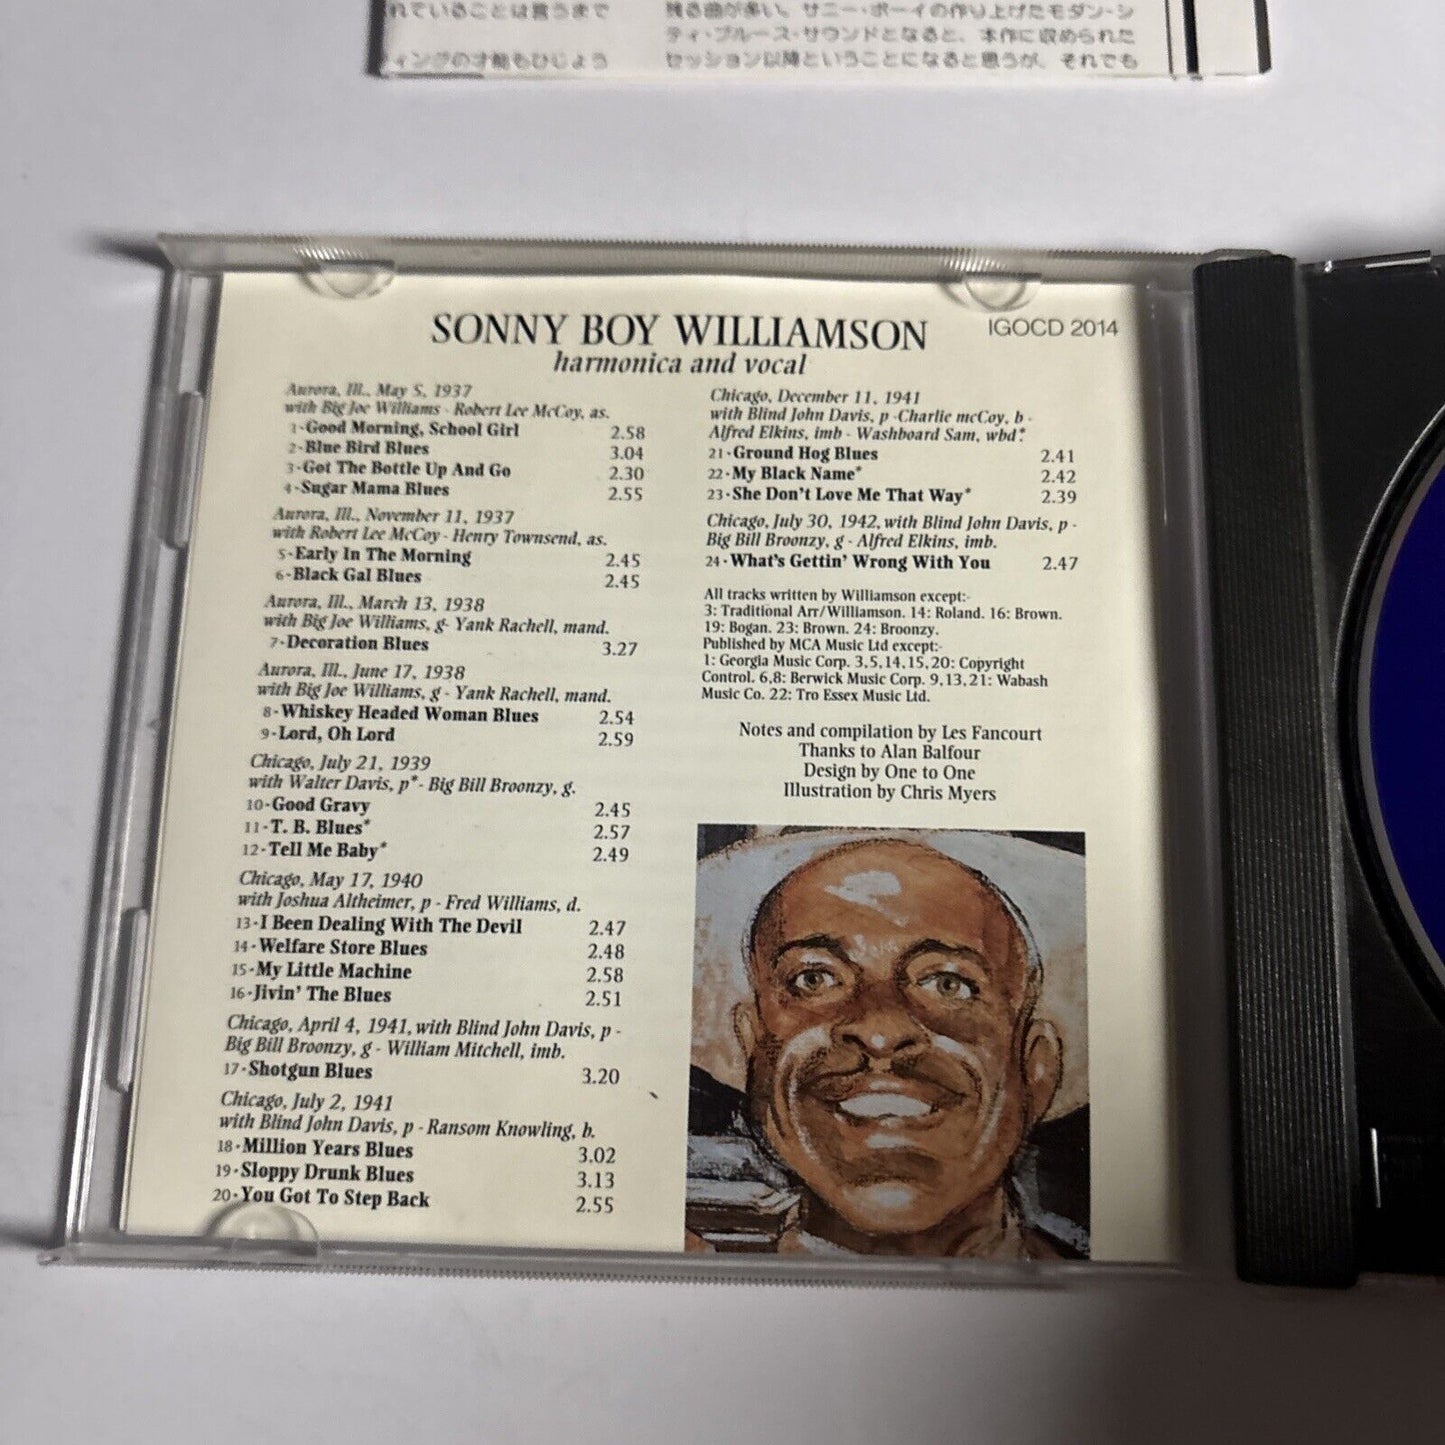 れていることは言うまで
ィングの才能もひじょう
残る曲が多い。サニー・ボーイの作り上げたモダン・シ
ティ・ブルース・サウンドとなると、本作に収められた
セッション以降ということになると思うが、それでも
SONNY BOY WILLIAMSON
IGOCD 2014
harmonica and vocal
Aurora, Ill., May 5, 1937
with Big Joe Williams - Robert Lee McCoy, as.
1·Good Morning, School Girl 2.58
2·Blue Bird Blues 3.04
3·Got The Bottle Up And Go 2.30
4·Sugar Mama Blues 2.55
Aurora, Ill., November 11, 1937
with Robert Lee McCoy - Henry Townsend, as.
5·Early In The Morning 2.45
6·Black Gal Blues 2.45
Aurora, Ill., March 13, 1938
with Big Joe Williams, g- Yank Rachell, mand.
7·Decoration Blues 3.27
Aurora, Ill., June 17, 1938
with Big Joe Williams, g - Yank Rachell, mand.
8·Whiskey Headed Woman Blues 2.54
9·Lord, Oh Lord 2.59
Chicago, July 21, 1939
with Walter Davis, p*- Big Bill Broonzy, g.
10·Good Gravy 2.45
11·T. B. Blues* 2.57
12·Tell Me Baby* 2.49
Chicago, May 17, 1940
with Joshua Altheimer, p - Fred Williams, d.
13·I Been Dealing With The Devil 2.47
14·Welfare Store Blues 2.48
15·My Little Machine 2.58
16·Jivin' The Blues 2.51
Chicago, April 4, 1941, with Blind John Davis, p -
Big Bill Broonzy, g - William Mitchell, imb.
17·Shotgun Blues 3.20
Chicago, July 2, 1941
with Blind John Davis, p - Ransom Knowling, b.
18·Million Years Blues 3.02
19·Sloppy Drunk Blues 3.13
20·You Got To Step Back 2.55
Chicago, December 11, 1941
with Blind John Davis, p -Charlie mcCoy, b -
Alfred Elkins, imb - Washboard Sam, wbd*.
21·Ground Hog Blues 2.41
22·My Black Name* 2.42
23·She Don't Love Me That Way* 2.39
Chicago, July 30, 1942, with Blind John Davis, p -
Big Bill Broonzy, g - Alfred Elkins, imb.
24·What's Gettin' Wrong With You 2.47
All tracks written by Williamson except:-
3: Traditional Arr/Williamson. 14: Roland. 16: Brown.
19: Bogan. 23: Brown. 24: Broonzy.
Published by MCA Music Ltd except:-
1: Georgia Music Corp. 3,5,14,15,20: Copyright
Control. 6,8: Berwick Music Corp. 9,13,21: Wabash
Music Co. 22: Tro Essex Music Ltd.
Notes and compilation by Les Fancourt
Thanks to Alan Balfour
Design by One to One
Illustration by Chris Myers